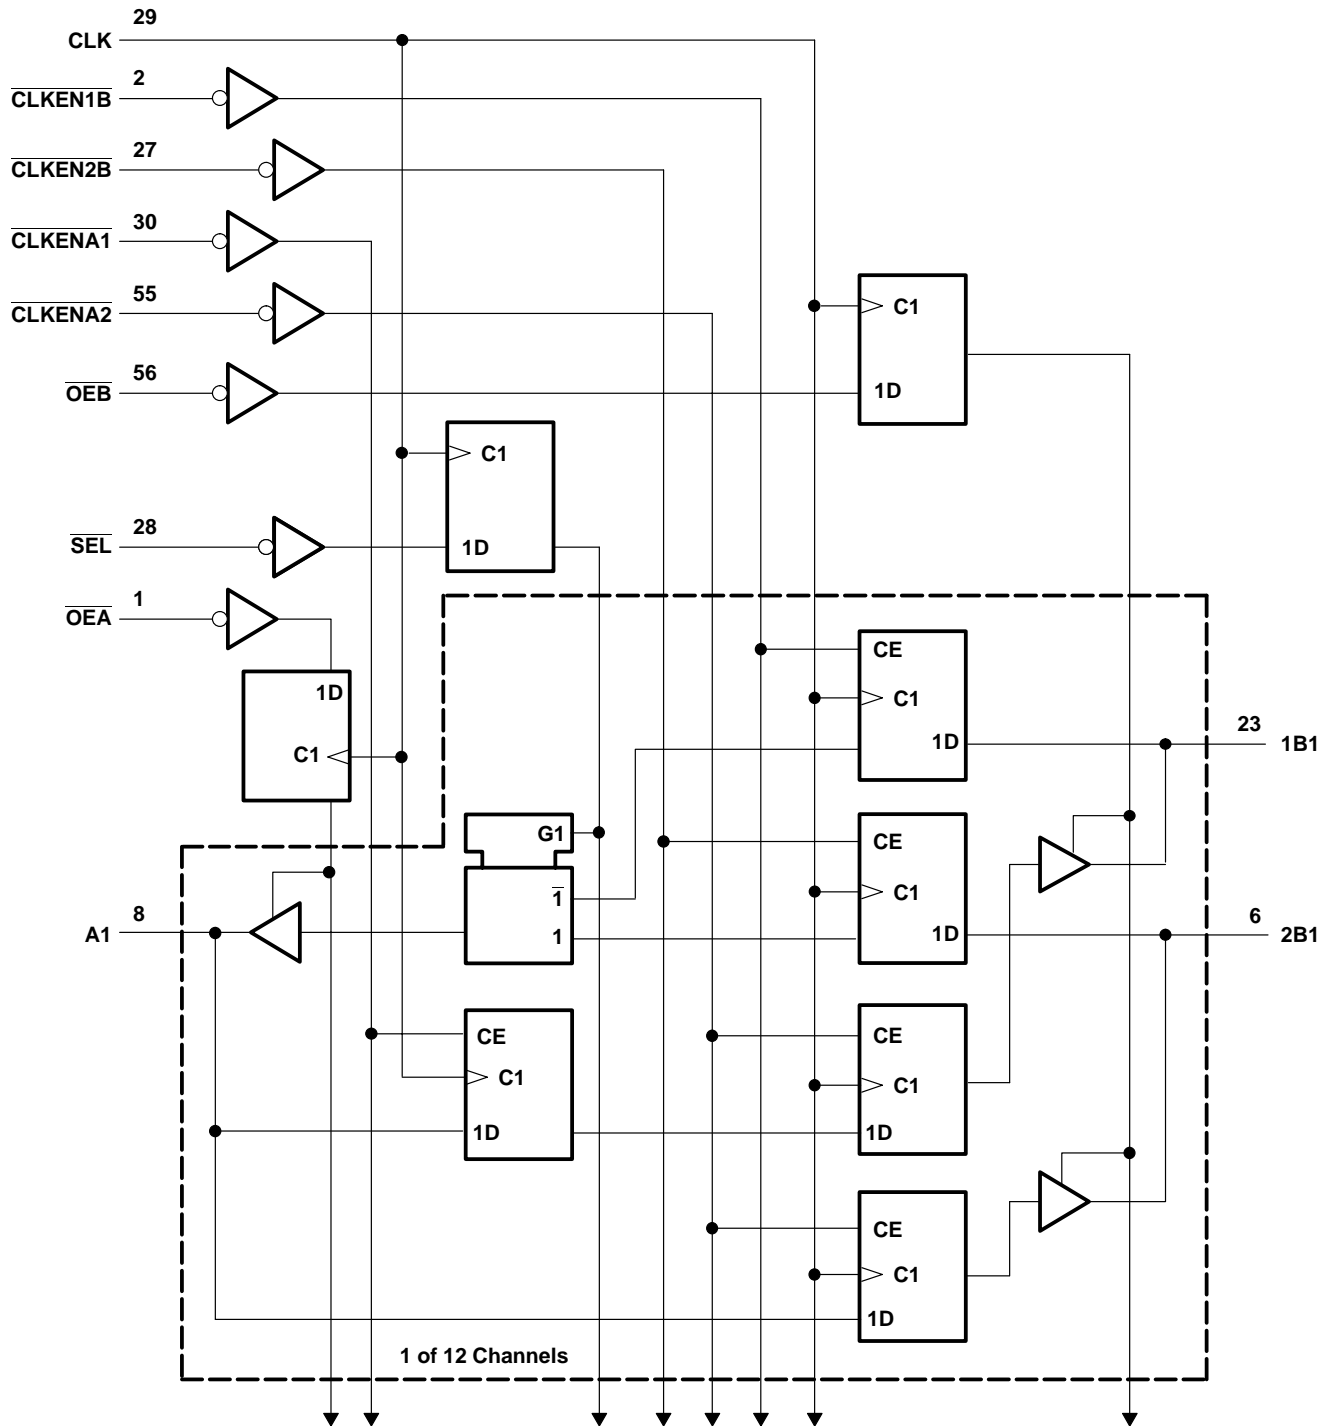 29
CLK
2
CLKEN1B
27
CLKEN2B
30
CLKENA1
55
CLKENA2
C1
56
OEB
1D
C1
28
SEL
1D
1
OEA
CE
1D
C1
23
C1
1D
1B1
G1
CE
1
C1
8
6
A1
1
1D
2B1
CE
CE
C1
C1
1D
1D
CE
C1
1D
1 of 12 Channels